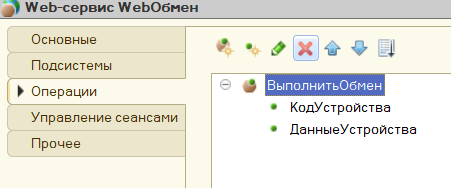 Web-сервис WebОбмен
Основные
Подсистемы
Операции
Управление сеансами
Прочее
ВыполнитьОбмен
КодУстройства
ДанныеУстройства